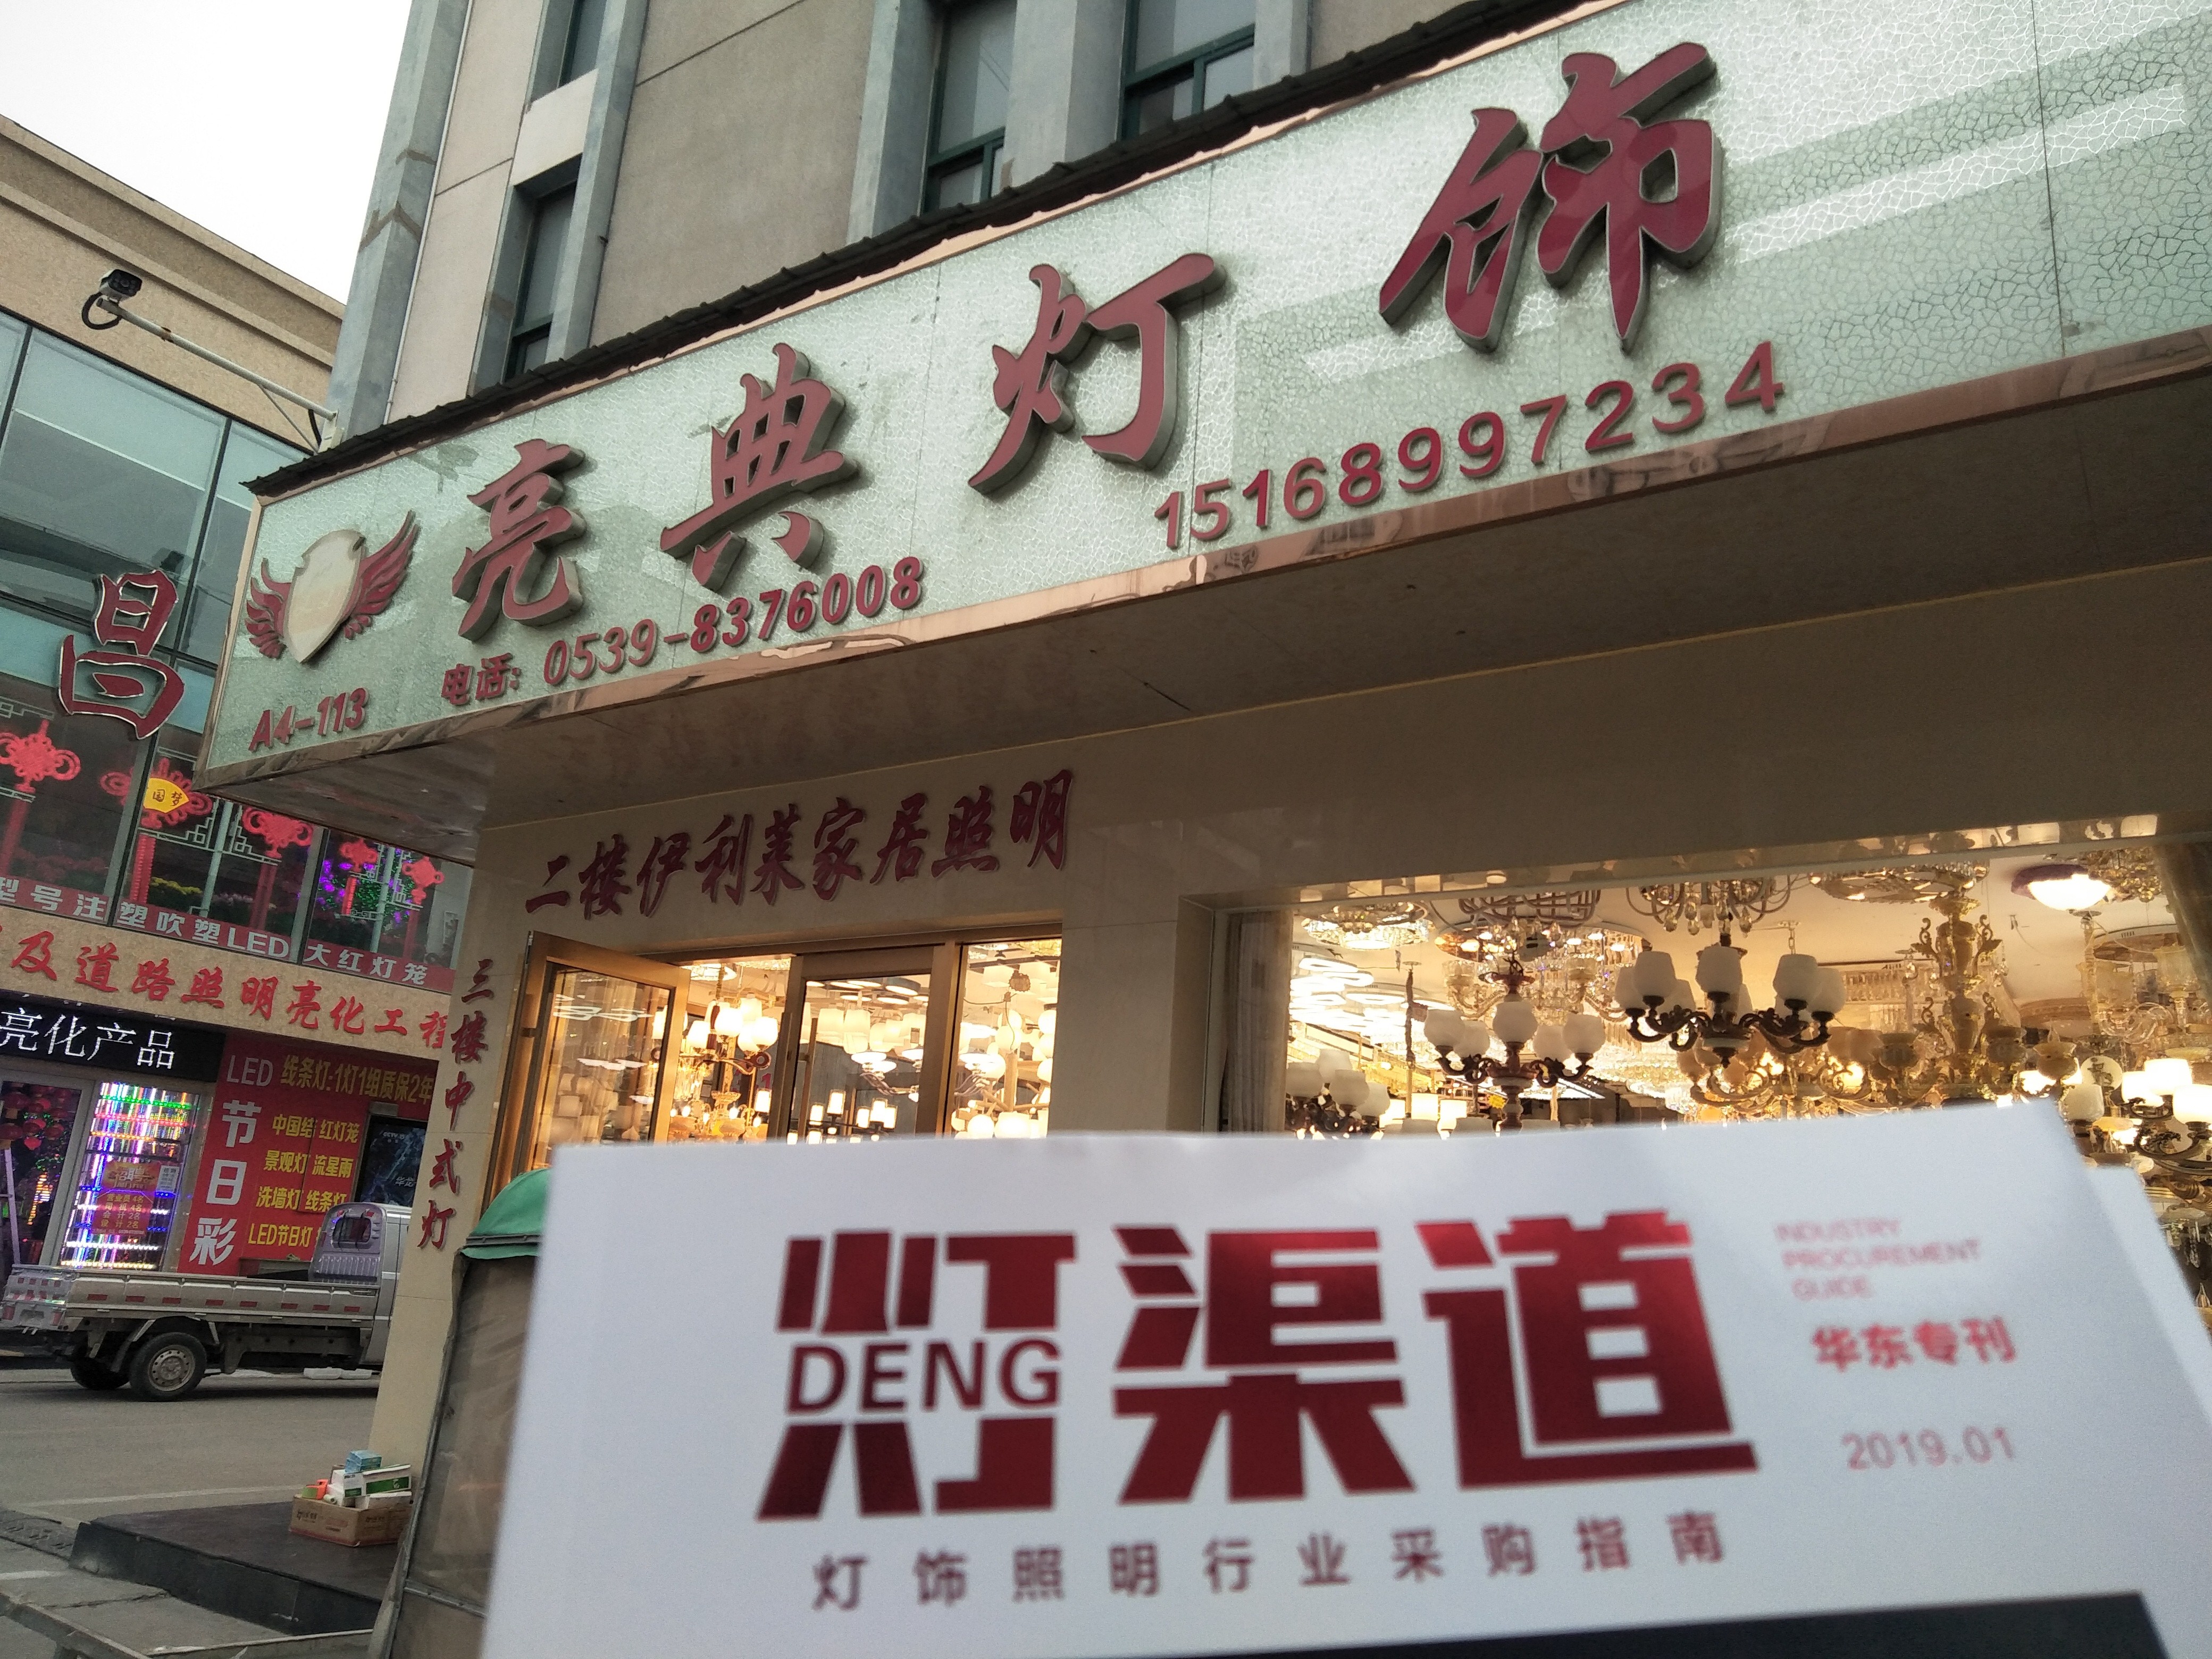 亮典灯饰
A4-113
电话: 0539-8376008
15168997234
二楼伊利莱家居照明
三楼中式灯
昌
国梦
型号注塑吹塑LED大红灯笼
及道路照明亮化工程
亮化产品
LED
节日彩
线条灯:1灯1组质保2年
中国结 红灯笼
景观灯 流星雨
洗墙灯 线条灯
LED节日灯
灯渠道
DENG
INDUSTRY
PROCUREMENT
GUIDE
华东专刊
2019.01
灯饰照明行业采购指南